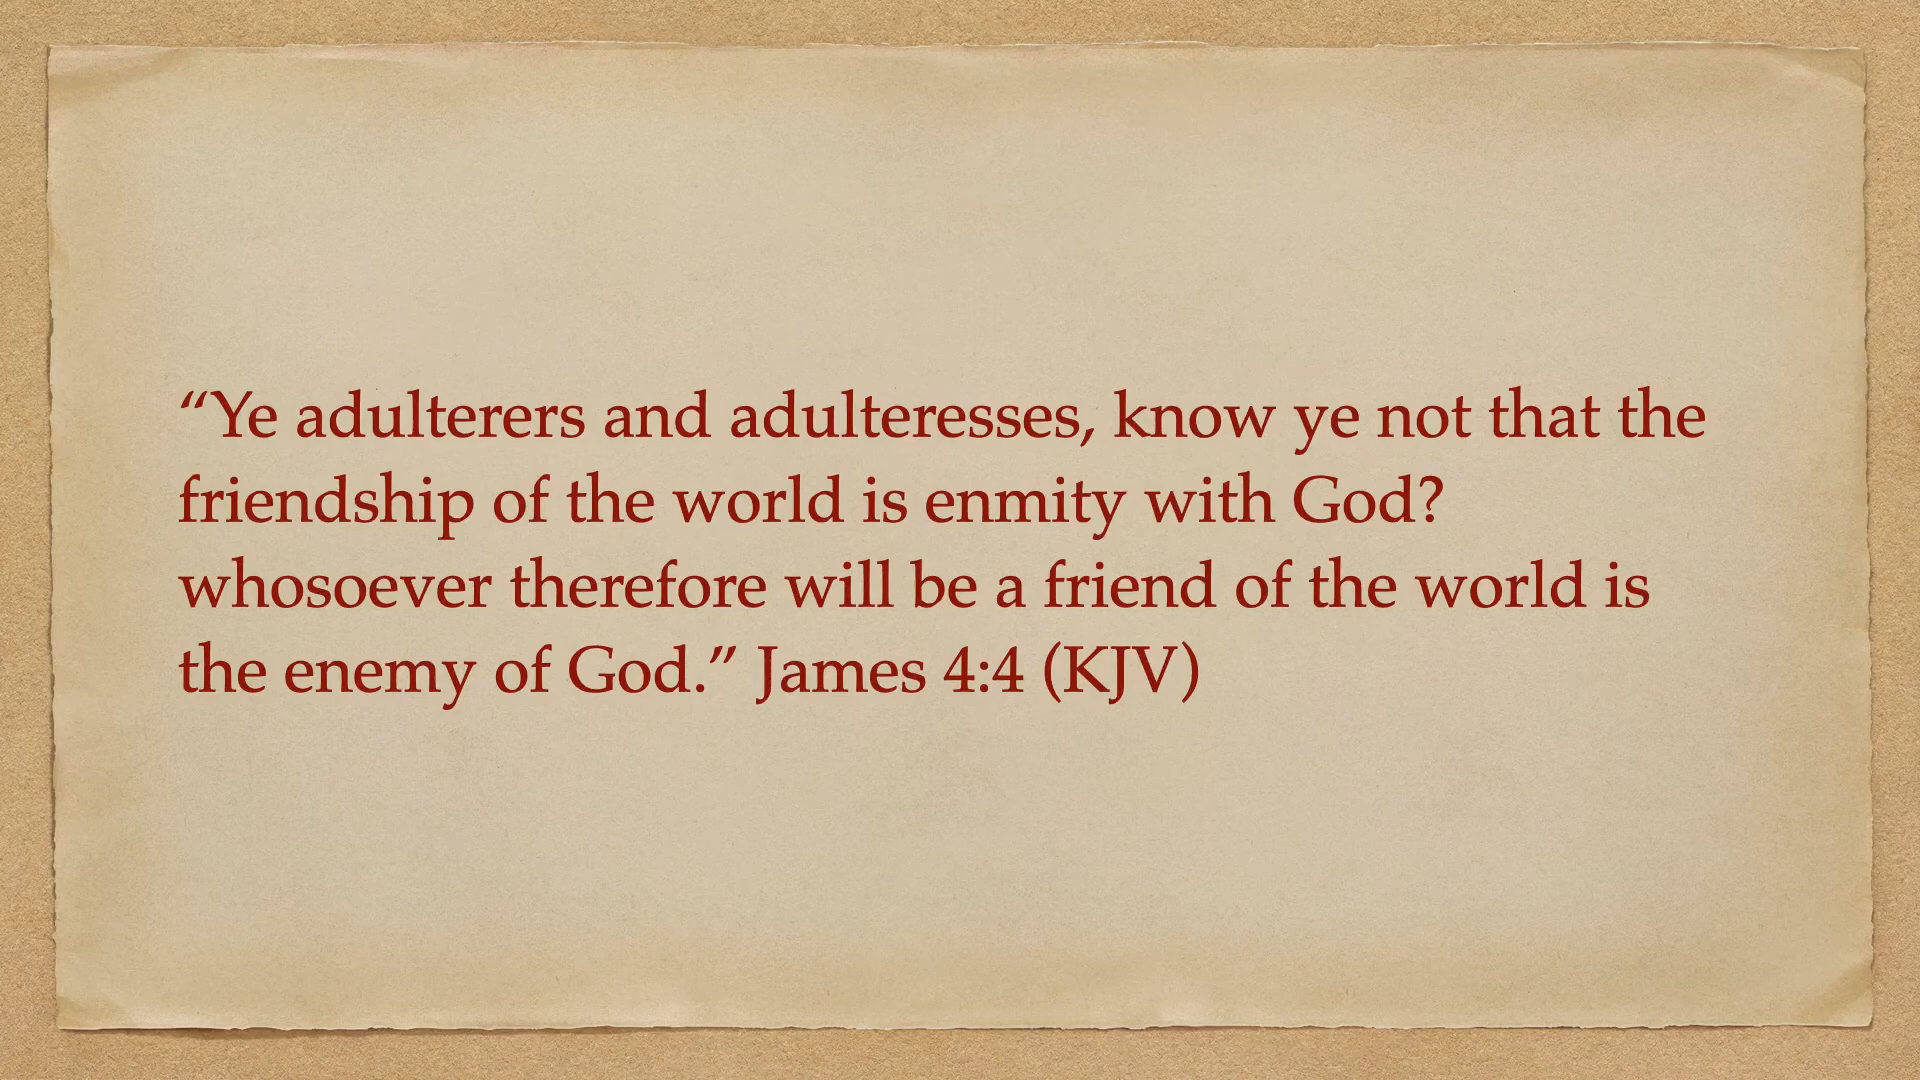 “Ye adulterers and adulteresses, know ye not that the
friendship of the world is enmity with God?
whosoever therefore will be a friend of the world is
the enemy of God.” James 4:4 (KJV)